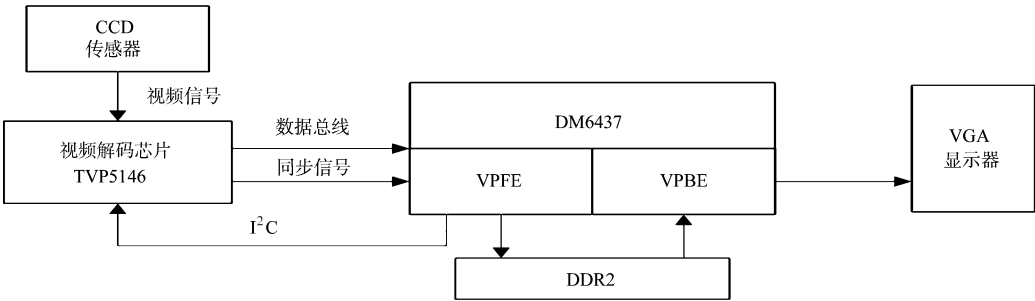 CCD
传感器
视频信号
视频解码芯片
TVP5146
数据总线
同步信号
I²C
DM6437
VPFE
VPBE
DDR2
VGA
显示器